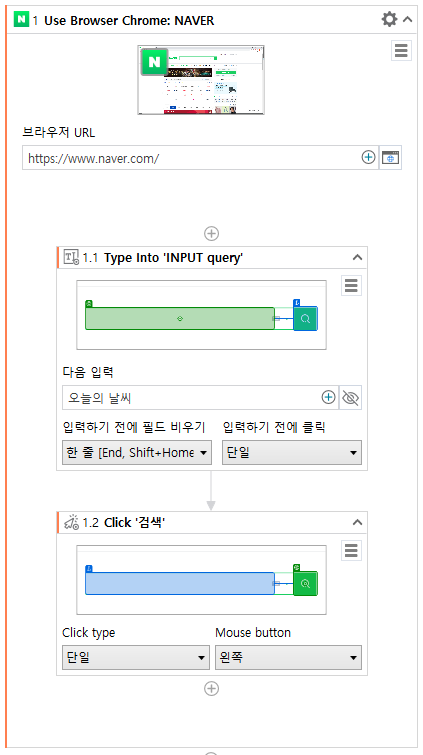 N 1 Use Browser Chrome: NAVER
N
브라우저 URL
https://www.naver.com/
1.1 Type Into 'INPUT query'
다음 입력
오늘의 날씨
입력하기 전에 필드 비우기 입력하기 전에 클릭
한 줄 [End, Shift+Home 단일
1.2 Click '검색'
Click type Mouse button
단일 왼쪽